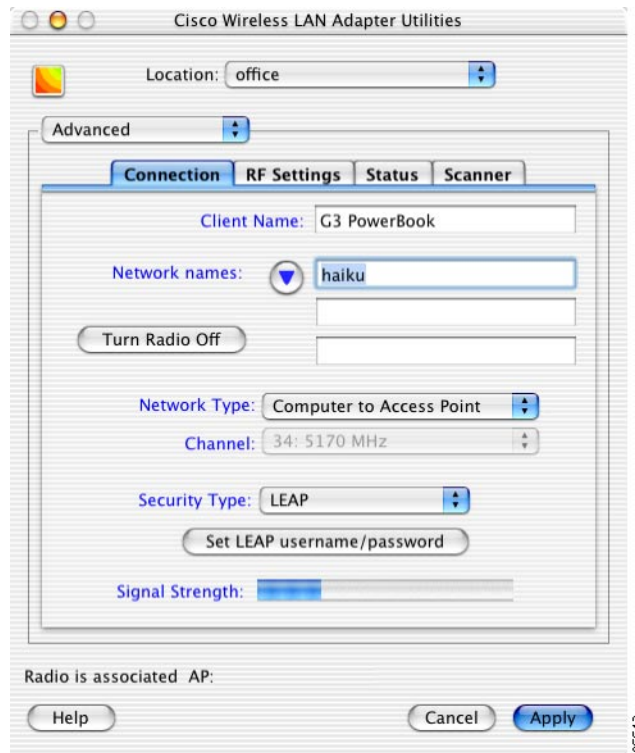 Cisco Wireless LAN Adapter Utilities
Location: office
Advanced
Connection RF Settings Status Scanner
Client Name: G3 PowerBook
Network names: haiku
Turn Radio Off
Network Type: Computer to Access Point
Channel: 34: 5170 MHz
Security Type: LEAP
Set LEAP username/password
Signal Strength:
Radio is associated AP:
Help Cancel Apply